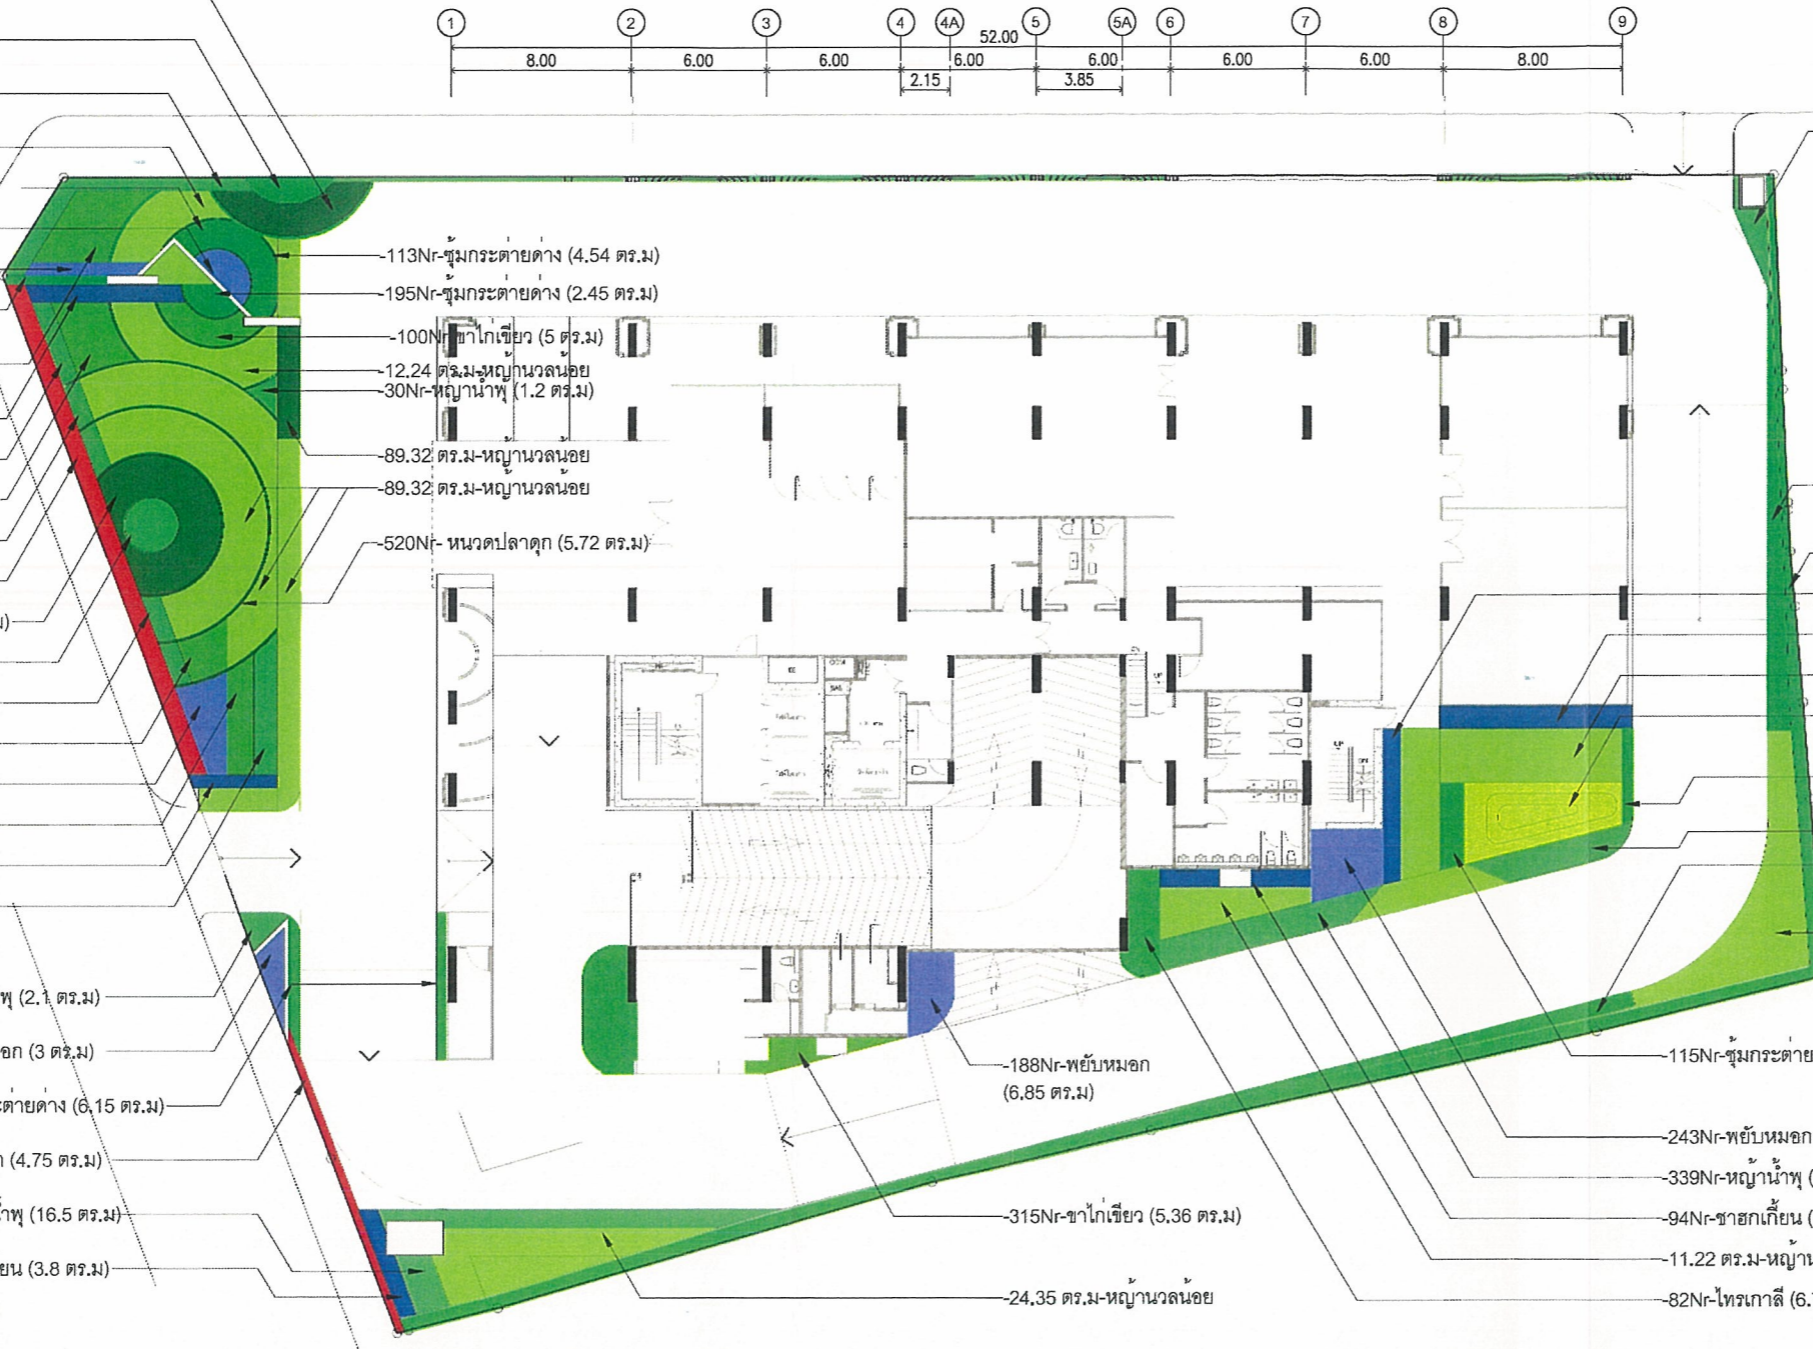 1 2 3 4 4A 5 5A 6 7 8 9
52.00
8.00 6.00 6.00 6.00 6.00 6.00 6.00 8.00
2.15 3.85
-113Nr-ซุ้มกระต่ายด่าง (4.54 ตร.ม)
-195Nr-ซุ้มกระต่ายด่าง (2.45 ตร.ม)
-100Nr-ขาไก่เขียว (5 ตร.ม)
-12.24 ตร.ม-หญ้านวลน้อย
-30Nr-หญ้าน้ำพุ (1.2 ตร.ม)
-89.32 ตร.ม-หญ้านวลน้อย
-89.32 ตร.ม-หญ้านวลน้อย
-520Nr- หนวดปลาดุก (5.72 ตร.ม)
ม)
UP
UP
พุ (2.1 ตร.ม)
อก (3 ตร.ม)
ะต่ายด่าง (6.15 ตร.ม)
(4.75 ตร.ม)
้ำพุ (16.5 ตร.ม)
ยน (3.8 ตร.ม)
-188Nr-พยับหมอก
(6.85 ตร.ม)
-315Nr-ขาไก่เขียว (5.36 ตร.ม)
-24.35 ตร.ม-หญ้านวลน้อย
-115Nr-ซุ้มกระต่าย
-243Nr-พยับหมอก
-339Nr-หญ้าน้ำพุ (
-94Nr-ชาฮกเกี้ยน (
-11.22 ตร.ม-หญ้าน
-82Nr-ไทรเกาลี (6.